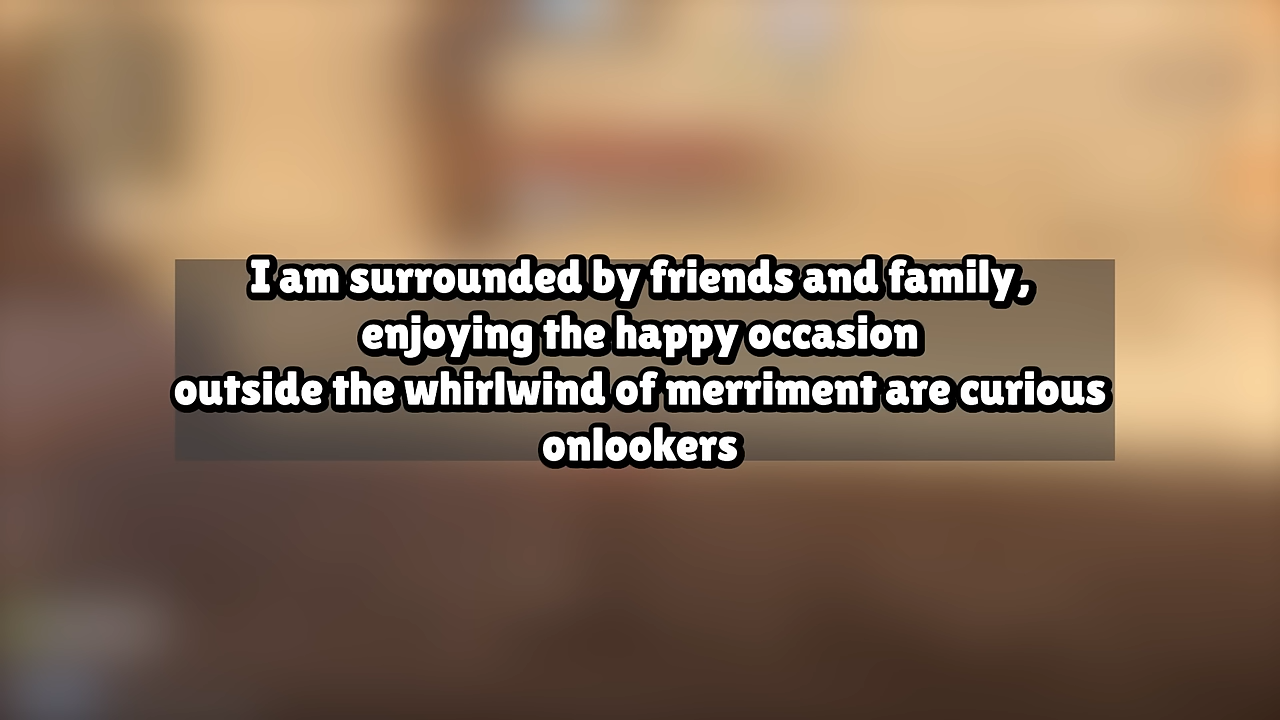 I am surrounded by friends and family,
enjoying the happy occasion
outside the whirlwind of merriment are curious
onlookers